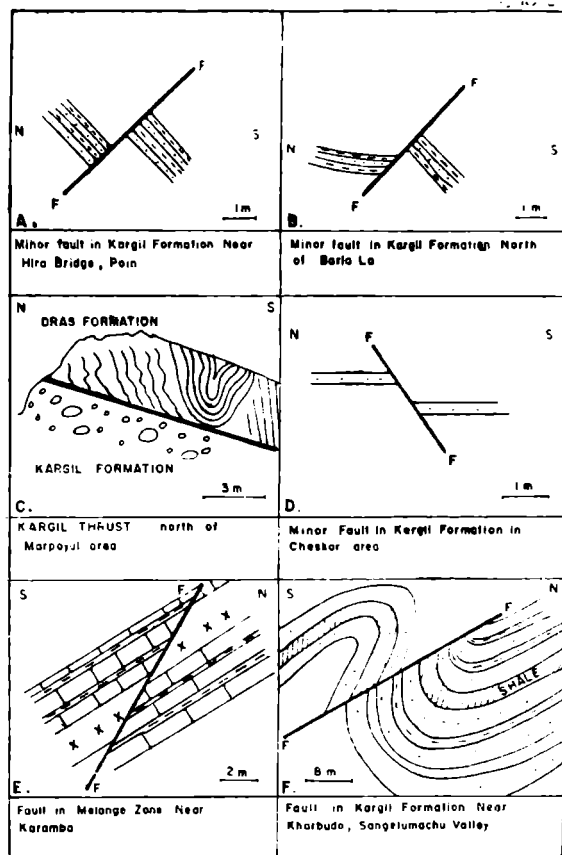 F
N
S
F
A.
1m
Minor fault in Kargil Formation Near
Hira Bridge, Poin
F
N
S
F
B.
1m
Minor fault in Kargil Formation North
of Barla La
N
S
DRAS FORMATION
KARGIL FORMATION
3 m
C.
KARGIL THRUST north of
Marpoyul area
N
S
F
F
D.
1m
Minor Fault in Kargil Formation in
Cheskor area
S
F
N
x x x
x x
F
E.
2 m
Fault in Melange Zone Near
Karamba
S
N
F
SHALE
F
F.
8m
Fault in Kargil Formation Near
Kharbudo, Sangelumachu Valley